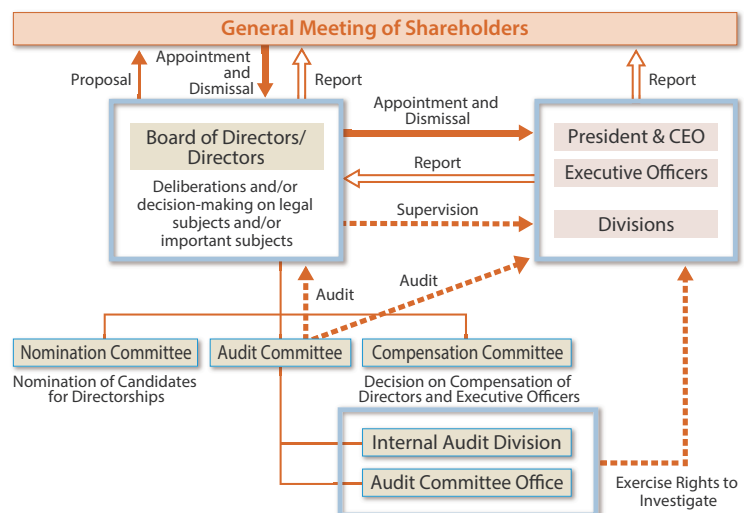 General Meeting of Shareholders
Proposal
Appointment
and
Dismissal
Report
Report
Board of Directors/
Directors
Deliberations and/or
decision-making on legal
subjects and/or
important subjects
Appointment and
Dismissal
Report
Supervision
President & CEO
Executive Officers
Divisions
Audit
Audit
Nomination Committee
Nomination of Candidates
for Directorships
Audit Committee
Compensation Committee
Decision on Compensation of
Directors and Executive Officers
Internal Audit Division
Audit Committee Office
Exercise Rights to
Investigate